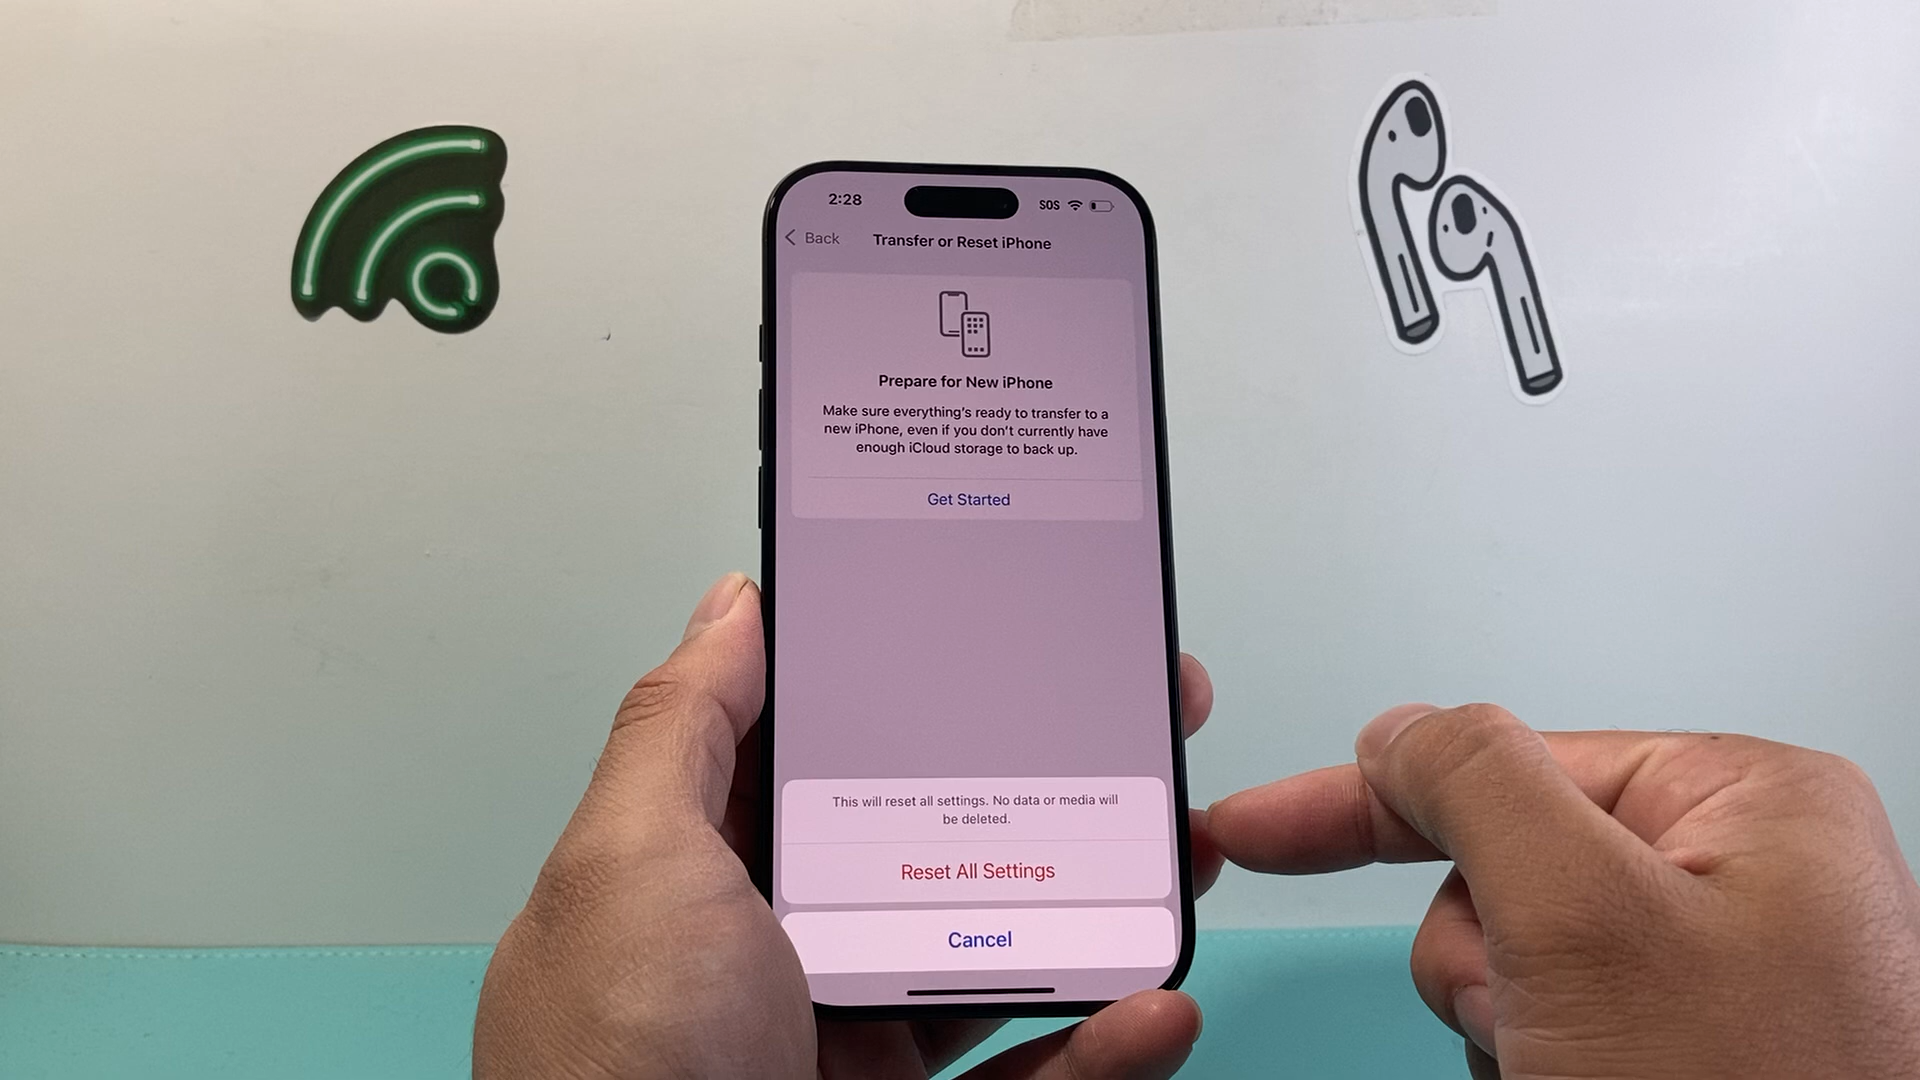 2:28
SOS
Back
Transfer or Reset iPhone
Prepare for New iPhone
Make sure everything's ready to transfer to a
new iPhone, even if you don't currently have
enough iCloud storage to back up.
Get Started
This will reset all settings. No data or media will
be deleted.
Reset All Settings
Cancel